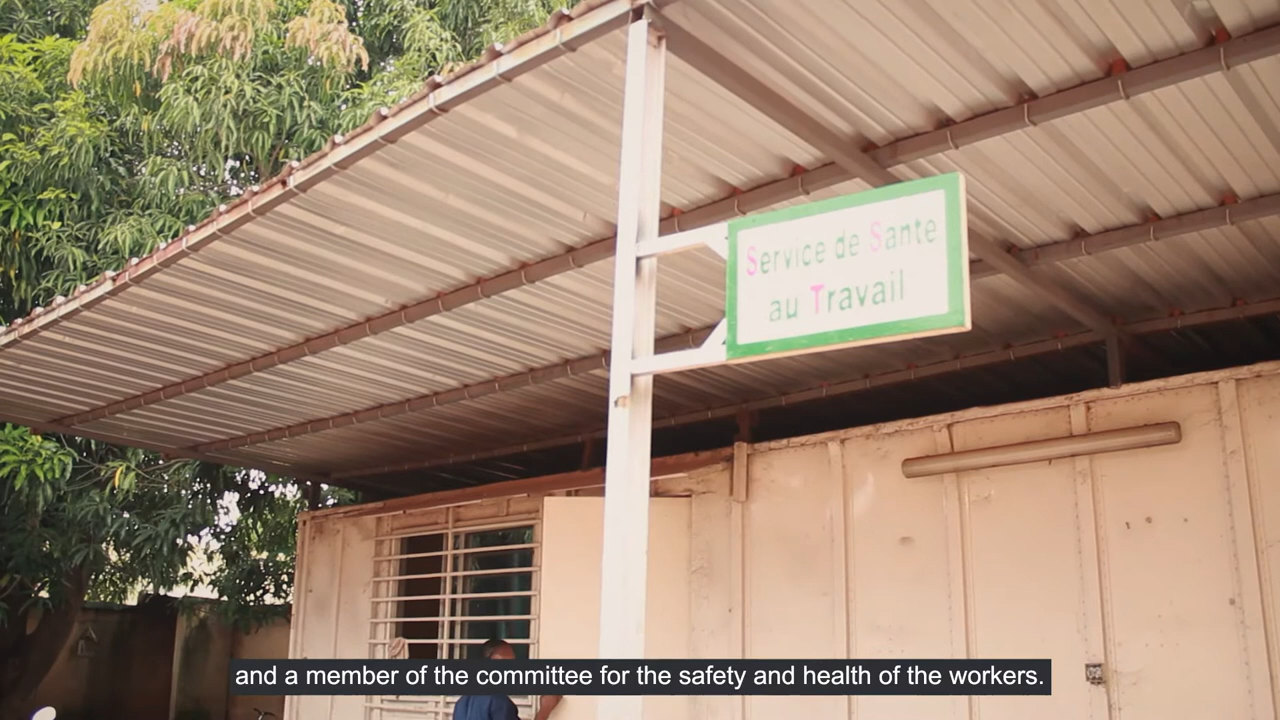 Service de Sante
au Travail
and a member of the committee for the safety and health of the workers.